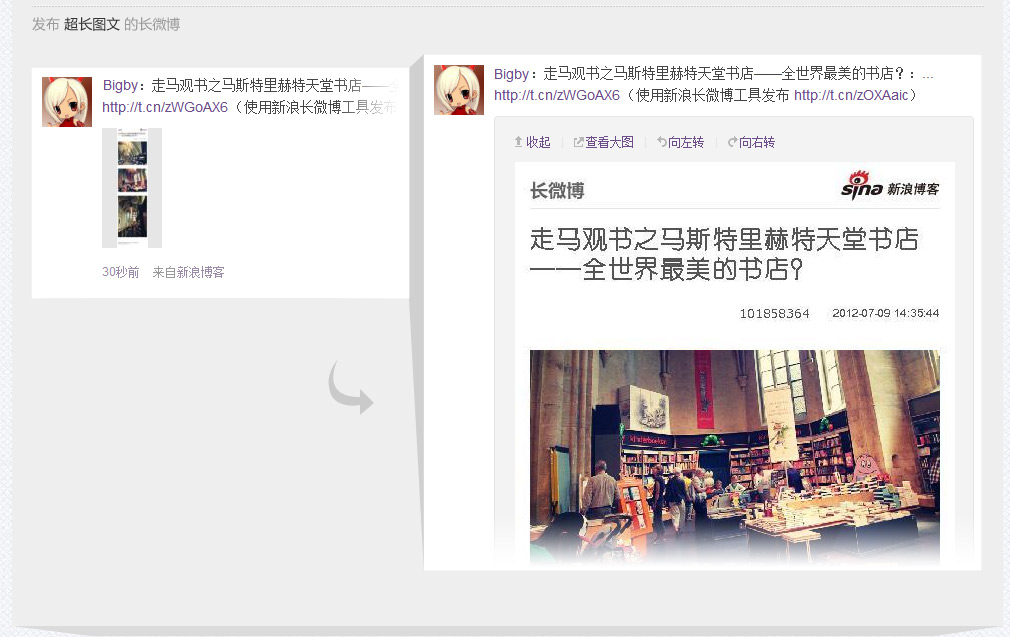 发布 超长图文 的长微博
Bigby：走马观书之马斯特里赫特天堂书店——全
http://t.cn/zWGoAX6（使用新浪长微博工具发布
30秒前 来自新浪博客
Bigby：走马观书之马斯特里赫特天堂书店——全世界最美的书店？：...
http://t.cn/zWGoAX6（使用新浪长微博工具发布 http://t.cn/zOXAaic）
收起 查看大图 向左转 向右转
长微博
sina 新浪博客
走马观书之马斯特里赫特天堂书店
——全世界最美的书店？
101858364 2012-07-09 14:35:44
kinderboeken